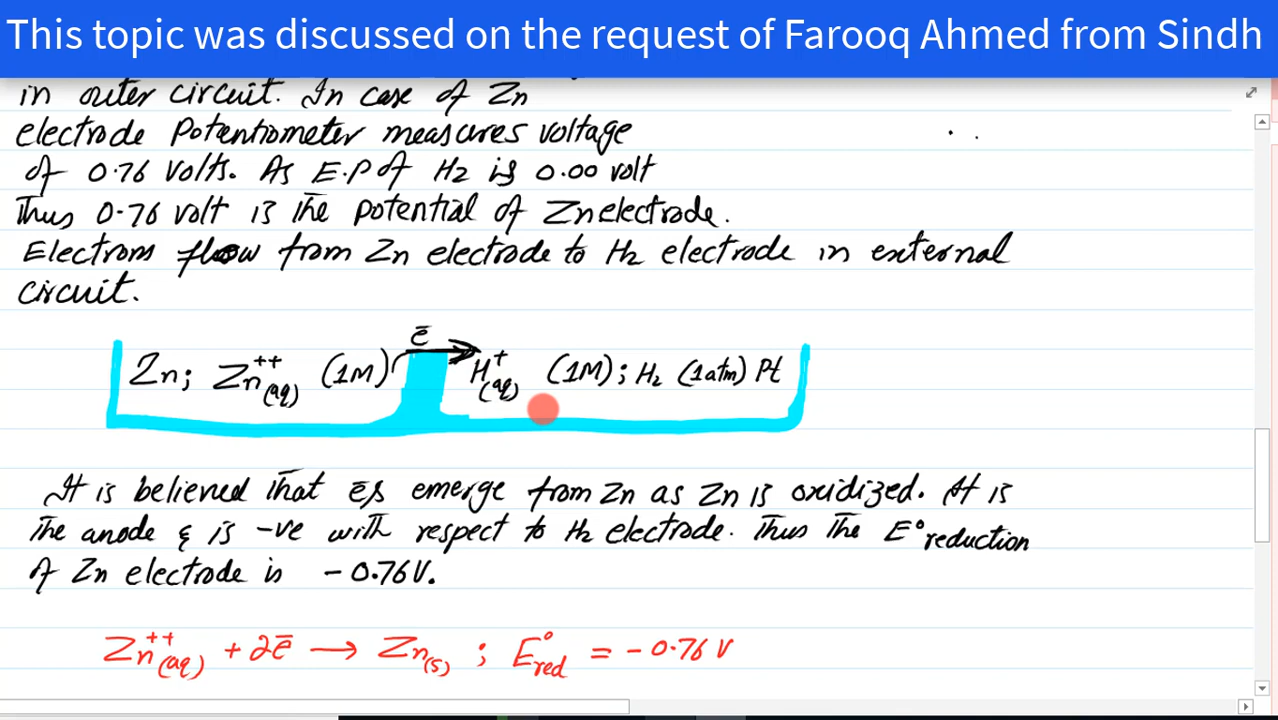 This topic was discussed on the request of Farooq Ahmed from Sindh
in outer circuit. In case of Zn
electrode Potentiometer measures voltage
of 0.76 Volts. As E.P of H2 is 0.00 volt
Thus 0.76 volt is the potential of Zn electrode.
Electrons flow from Zn electrode to H2 electrode in external
circuit.
ē
Zn; Zn++(aq) (1M) H+(aq) (1M); H2 (1atm) Pt
It is believed that ēs emerge from Zn as Zn is oxidized. It is
the anode & is -ve with respect to H2 electrode. Thus the E° reduction
of Zn electrode is -0.76V.
Zn++(aq) + 2ē → Zn(s) ; E°red = -0.76 V